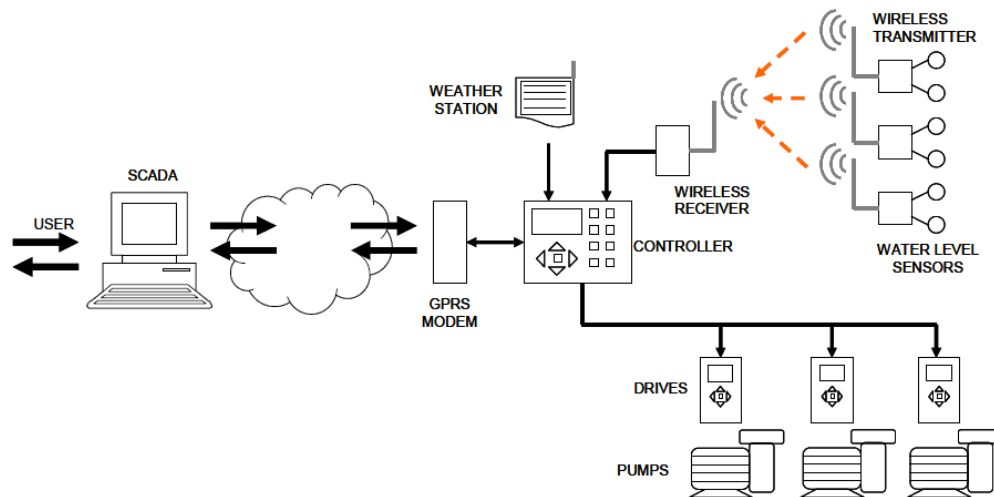 WIRELESS
TRANSMITTER
WEATHER
STATION
SCADA
USER
WIRELESS
RECEIVER
CONTROLLER
WATER LEVEL
SENSORS
GPRS
MODEM
DRIVES
PUMPS